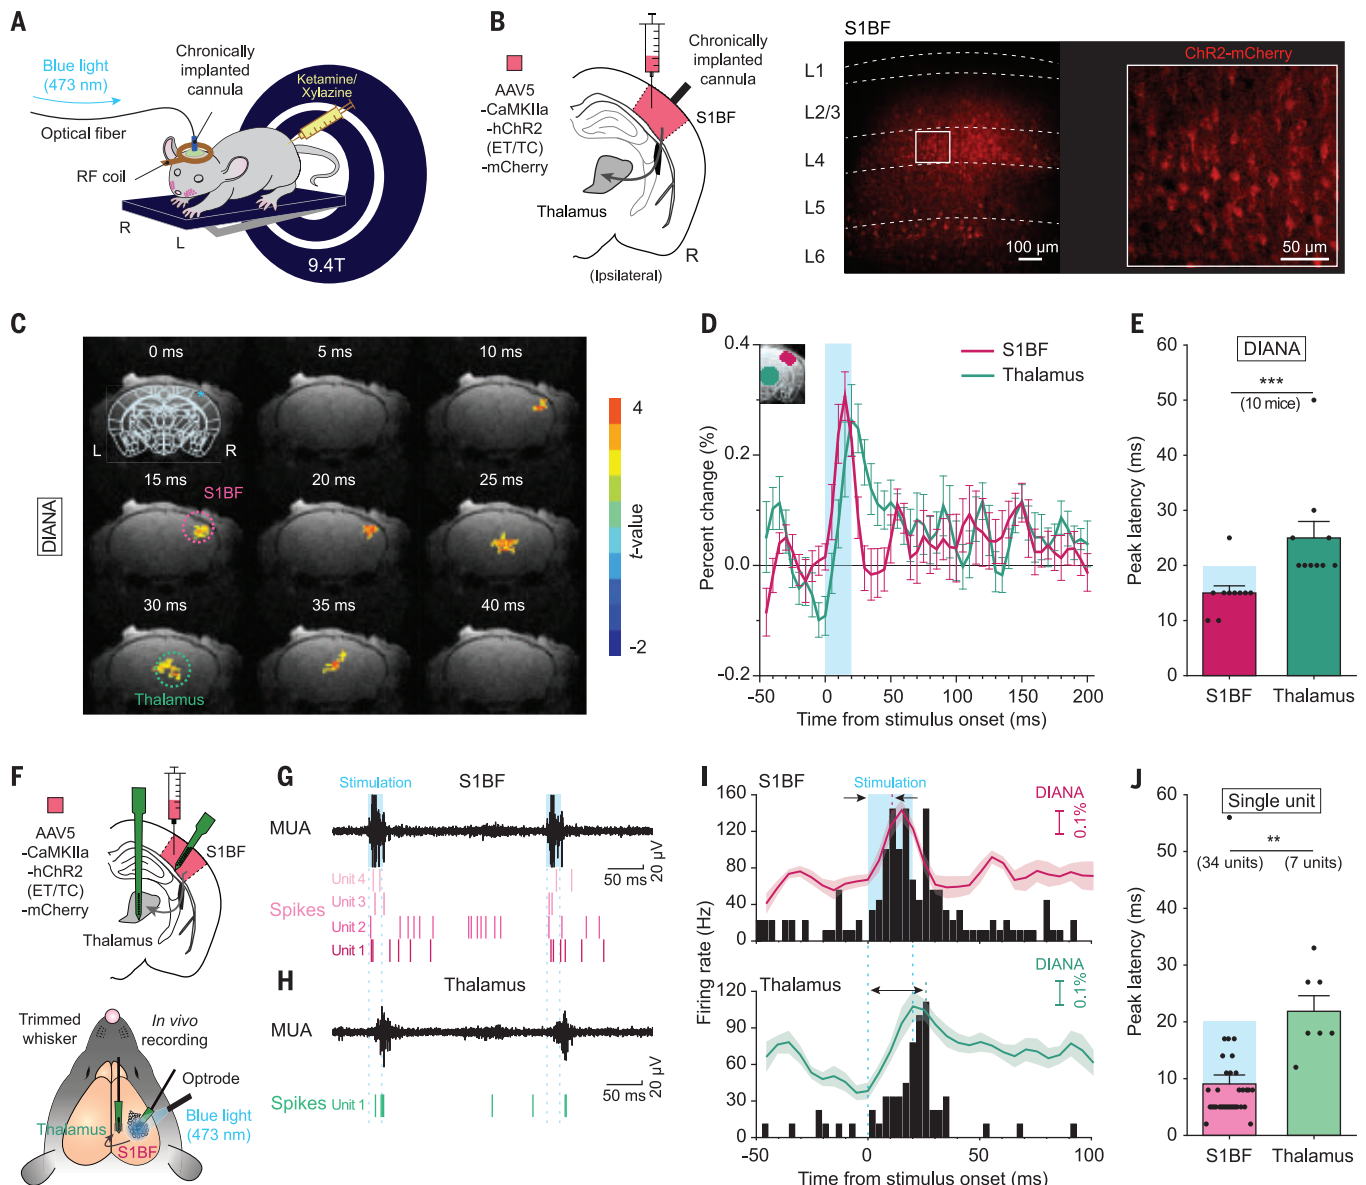 A
Blue light
(473 nm)
Optical fiber
Chronically
implanted
cannula
Ketamine/
Xylazine
RF coil
R
L
9.4T
B
AAV5
-CaMKIIa
-hChR2
(ET/TC)
-mCherry
Chronically
implanted
cannula
S1BF
Thalamus
(Ipsilateral)
R
S1BF
L1
L2/3
L4
L5
L6
100 µm
ChR2-mCherry
50 µm
C
DIANA
0 ms
5 ms
10 ms
L
R
15 ms
20 ms
25 ms
S1BF
30 ms
35 ms
40 ms
Thalamus
4
t-value
-2
D
S1BF
Thalamus
Percent change (%)
0.4
0.2
0.0
-0.2
-50
0
50
100
150
200
Time from stimulus onset (ms)
E
DIANA
***
(10 mice)
Peak latency (ms)
60
50
40
30
20
10
0
S1BF
Thalamus
F
AAV5
-CaMKIIa
-hChR2
(ET/TC)
-mCherry
S1BF
Thalamus
Trimmed
whisker
In vivo
recording
Optrode
Blue light
(473 nm)
Thalamus
S1BF
G
Stimulation
S1BF
MUA
50 ms
20 µV
Spikes
Unit 4
Unit 3
Unit 2
Unit 1
H
Thalamus
MUA
50 ms
20 µV
Spikes
Unit 1
I
S1BF
Stimulation
DIANA
0.1%
Firing rate (Hz)
160
120
80
40
0
Thalamus
DIANA
0.1%
120
90
60
30
0
-50
0
50
100
Time from stimulus onset (ms)
J
Single unit
**
(34 units)
(7 units)
Peak latency (ms)
60
50
40
30
20
10
0
S1BF
Thalamus